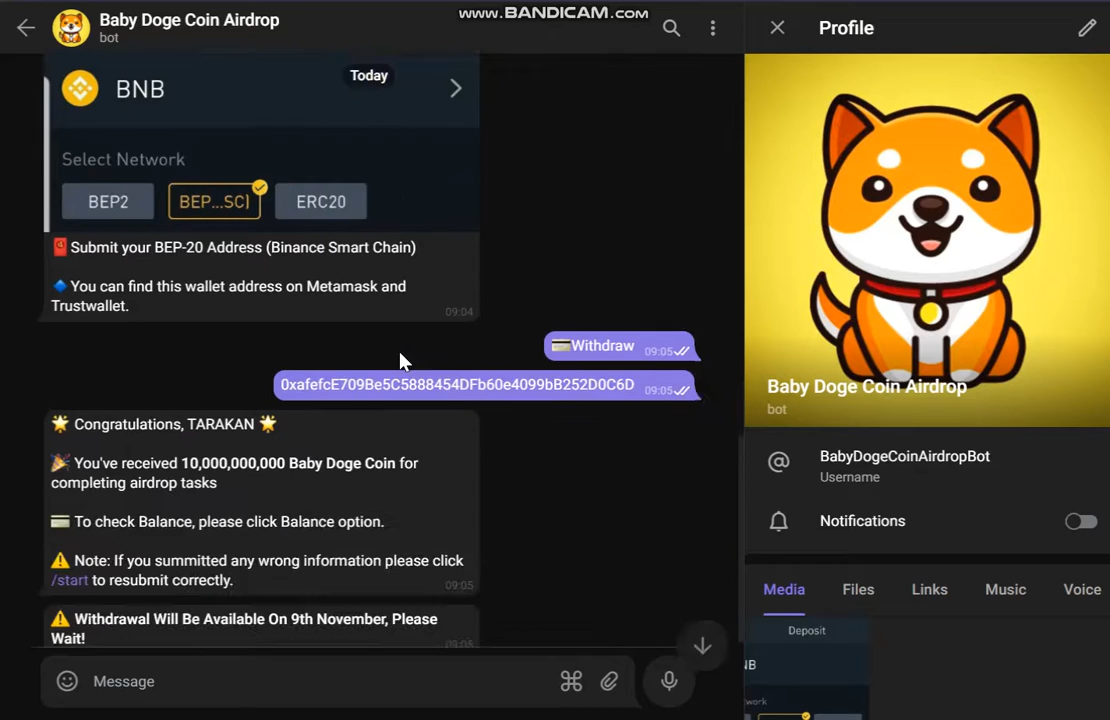 www.BANDICAM.com
Baby Doge Coin Airdrop
bot
BNB
Today
Select Network
BEP2
BEP...SC)
ERC20
Submit your BEP-20 Address (Binance Smart Chain)
You can find this wallet address on Metamask and
Trustwallet.
09:04
Withdraw
09:05
0xafefcE709Be5C5888454DFb60e4099bB252D0C6D
09:05
Congratulations, TARAKAN
You've received 10,000,000,000 Baby Doge Coin for
completing airdrop tasks
To check Balance, please click Balance option.
Note: If you summitted any wrong information please click
/start to resubmit correctly.
09:05
Withdrawal Will Be Available On 9th November, Please
Wait!
09:05
Message
Profile
Baby Doge Coin Airdrop
bot
BabyDogeCoinAirdropBot
Username
Notifications
Media
Files
Links
Music
Voice
Deposit